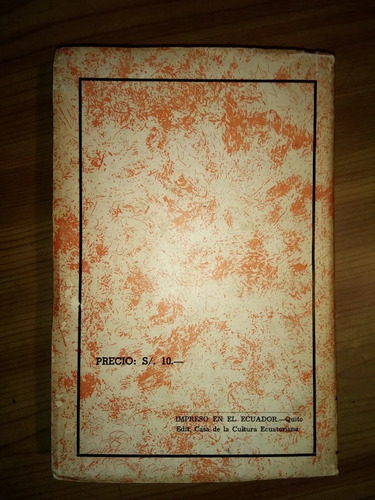 PRECIO: S/. 10.—
IMPRESO EN EL ECUADOR.—Quito
Edit. Casa de la Cultura Ecuatoriana